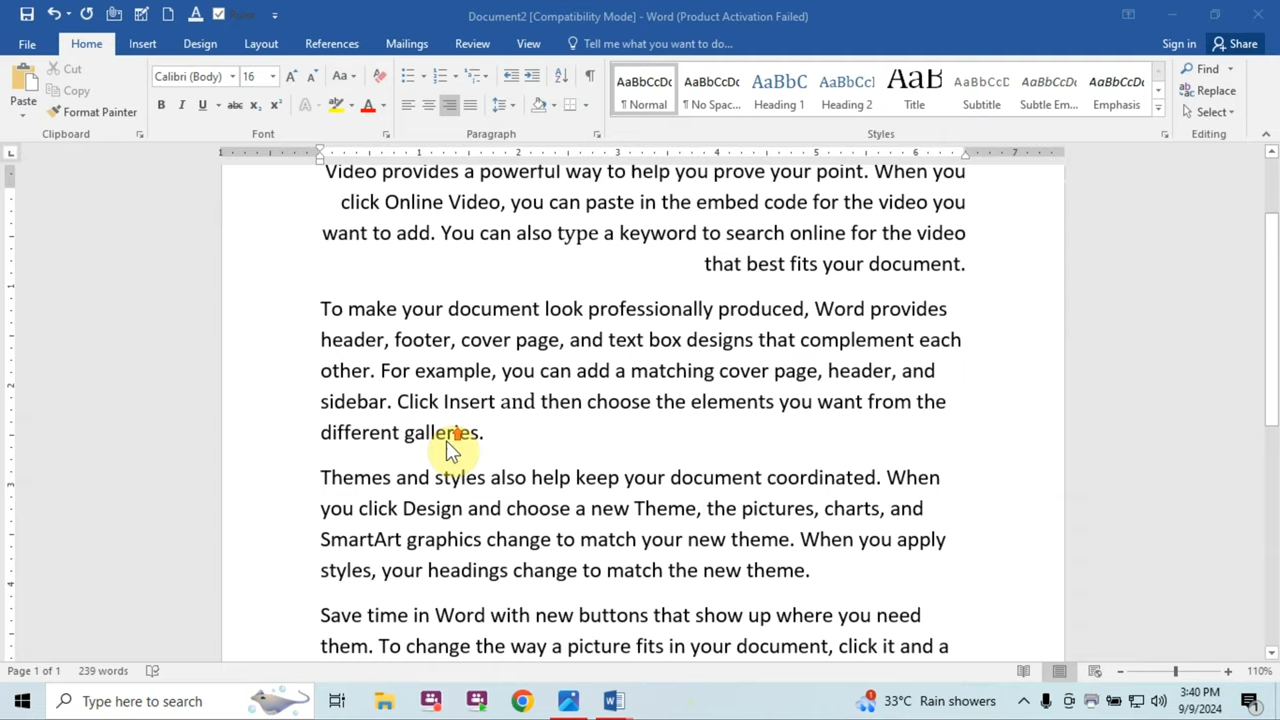 Ruler
Document2 [Compatibility Mode] - Word (Product Activation Failed)
File Home Insert Design Layout References Mailings Review View Tell me what you want to do... Sign in Share
Paste
Cut
Copy
Format Painter
Clipboard
Calibri (Body) 16
Font
Paragraph
AaBbCcDc AaBbCcDc AaBbC AaBbCcl AaB AaBbCcD AaBbCcDc AaBbCcDc
¶ Normal ¶ No Spac... Heading 1 Heading 2 Title Subtitle Subtle Em... Emphasis
Styles
Find
Replace
Select
Editing
1 1 2 3 4 5 6 7
Video provides a powerful way to help you prove your point. When you
click Online Video, you can paste in the embed code for the video you
want to add. You can also type a keyword to search online for the video
that best fits your document.
To make your document look professionally produced, Word provides
header, footer, cover page, and text box designs that complement each
other. For example, you can add a matching cover page, header, and
sidebar. Click Insert and then choose the elements you want from the
different galleries.
Themes and styles also help keep your document coordinated. When
you click Design and choose a new Theme, the pictures, charts, and
SmartArt graphics change to match your new theme. When you apply
styles, your headings change to match the new theme.
Save time in Word with new buttons that show up where you need
them. To change the way a picture fits in your document, click it and a
Page 1 of 1 239 words 110%
Type here to search
33°C Rain showers
3:40 PM
9/9/2024